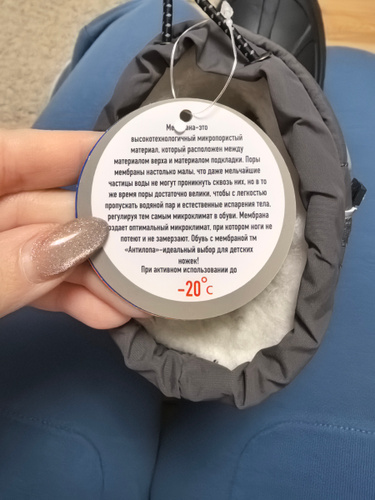 Мембрана-это
высокотехнологичный микропористый
материал, который расположен между
материалом верха и материалом подкладки. Поры
мембраны настолько малы, что даже мельчайшие
частицы воды не могут проникнуть сквозь них, но в то
же время поры достаточно велики, чтобы с легкостью
пропускать водяной пар и естественные испарения тела,
регулируя тем самым микроклимат в обуви. Мембрана
создает оптимальный микроклимат, при котором ноги не
потеют и не замерзают. Обувь с мембраной тм
«Антилопа»-идеальный выбор для детских
ножек!
При активном использовании до
-20°C